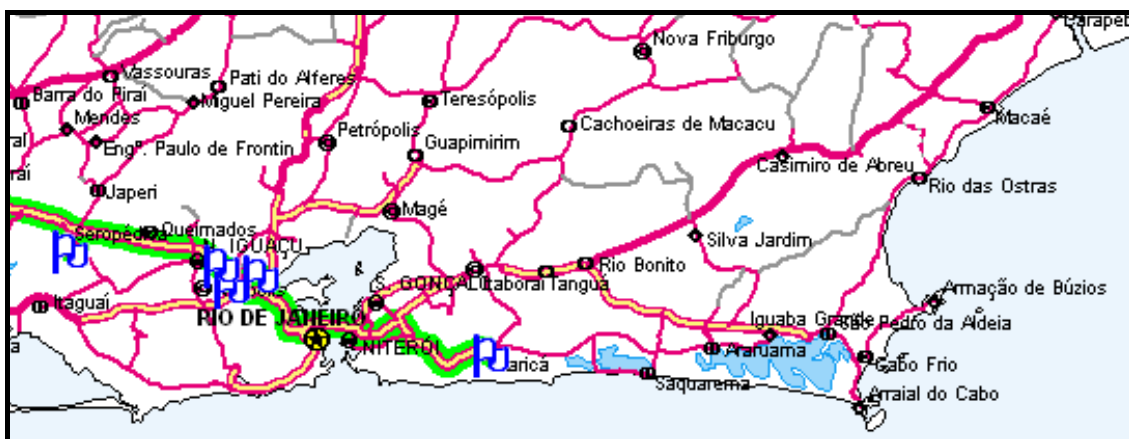 Nova Friburgo
Vassouras
Pati do Alferes
Barra do Piraí
Miguel Pereira
Teresópolis
Macaé
Mendes
Petrópolis
Cachoeiras de Macacu
Engº. Paulo de Frontin
Guapimirim
Casimiro de Abreu
Japeri
Rio das Ostras
Magé
Seropédica
Queimados
Silva Jardim
N. IGUAÇU
Rio Bonito
S. GONÇALO
Itaboraí
Tanguá
Itaguaí
Armação de Búzios
RIO DE JANEIRO
Iguaba Grande
São Pedro da Aldeia
NITERÓI
Araruama
Cabo Frio
Saquarema
Arraial do Cabo